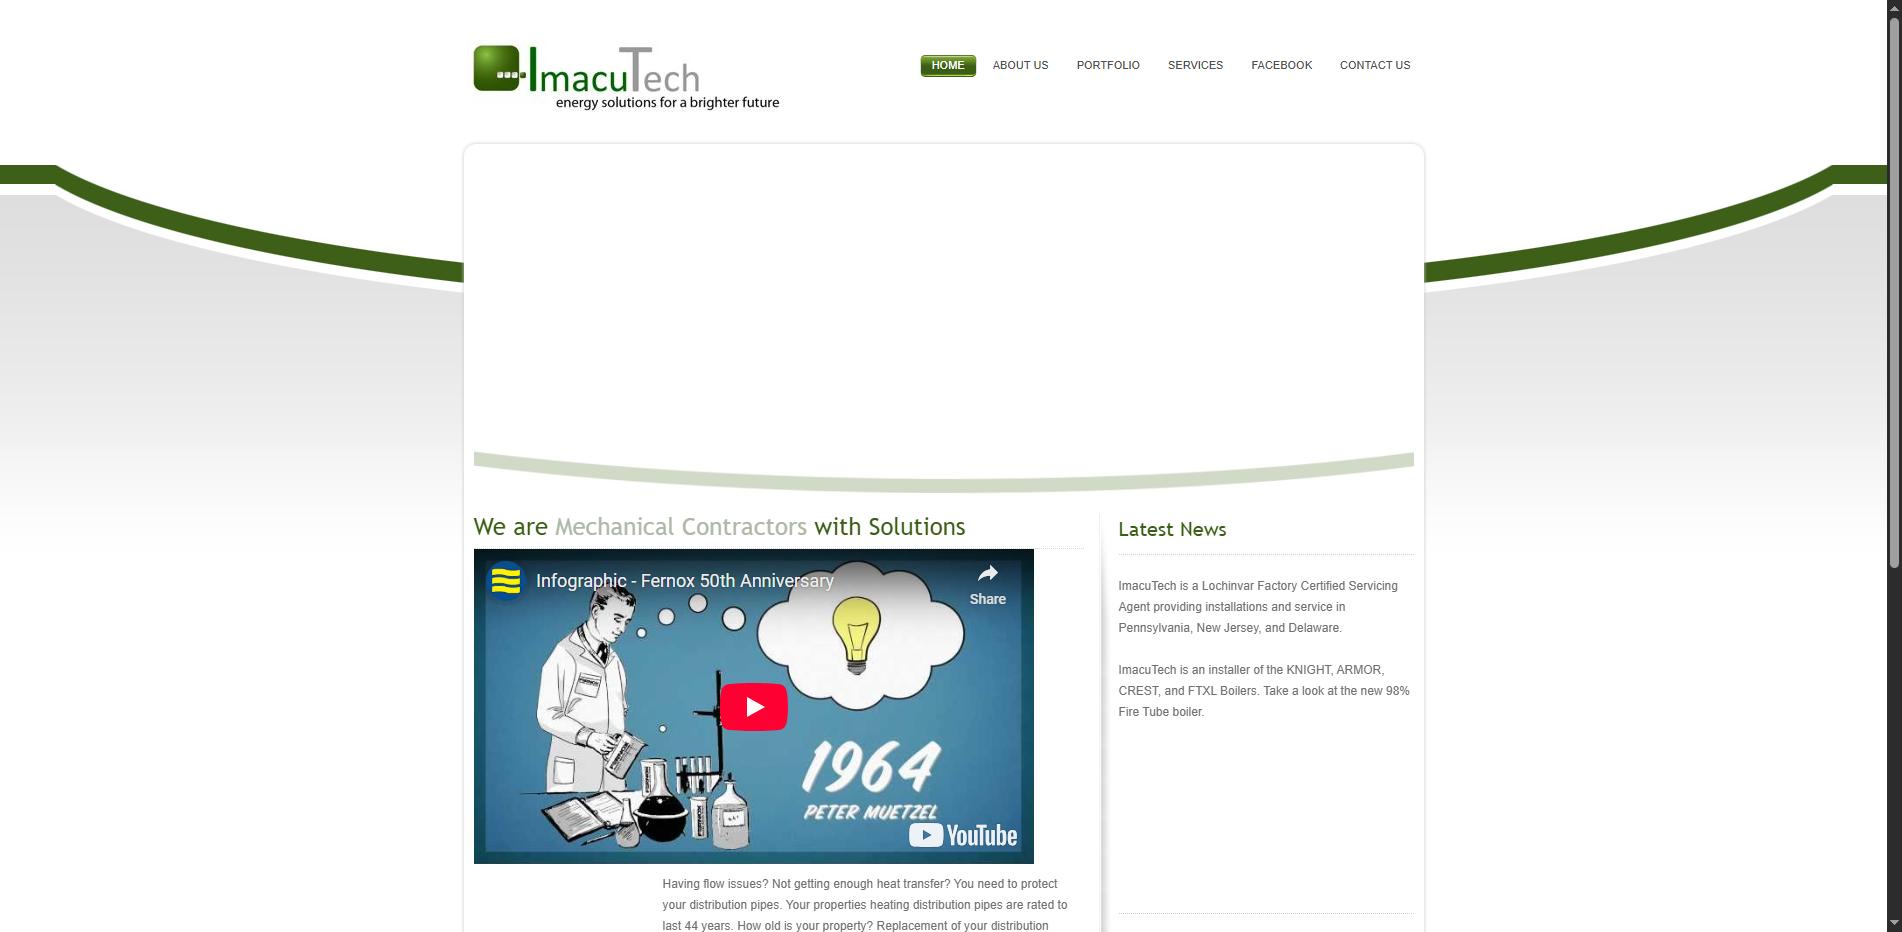 ImacuTech
energy solutions for a brighter future
HOME
ABOUT US
PORTFOLIO
SERVICES
FACEBOOK
CONTACT US
We are Mechanical Contractors with Solutions
Infographic - Fernox 50th Anniversary
Share
1964
PETER MUETZEL
YouTube
Having flow issues? Not getting enough heat transfer? You need to protect
your distribution pipes. Your properties heating distribution pipes are rated to
last 44 years. How old is your property? Replacement of your distribution
Latest News
ImacuTech is a Lochinvar Factory Certified Servicing
Agent providing installations and service in
Pennsylvania, New Jersey, and Delaware.
ImacuTech is an installer of the KNIGHT, ARMOR,
CREST, and FTXL Boilers. Take a look at the new 98%
Fire Tube boiler.